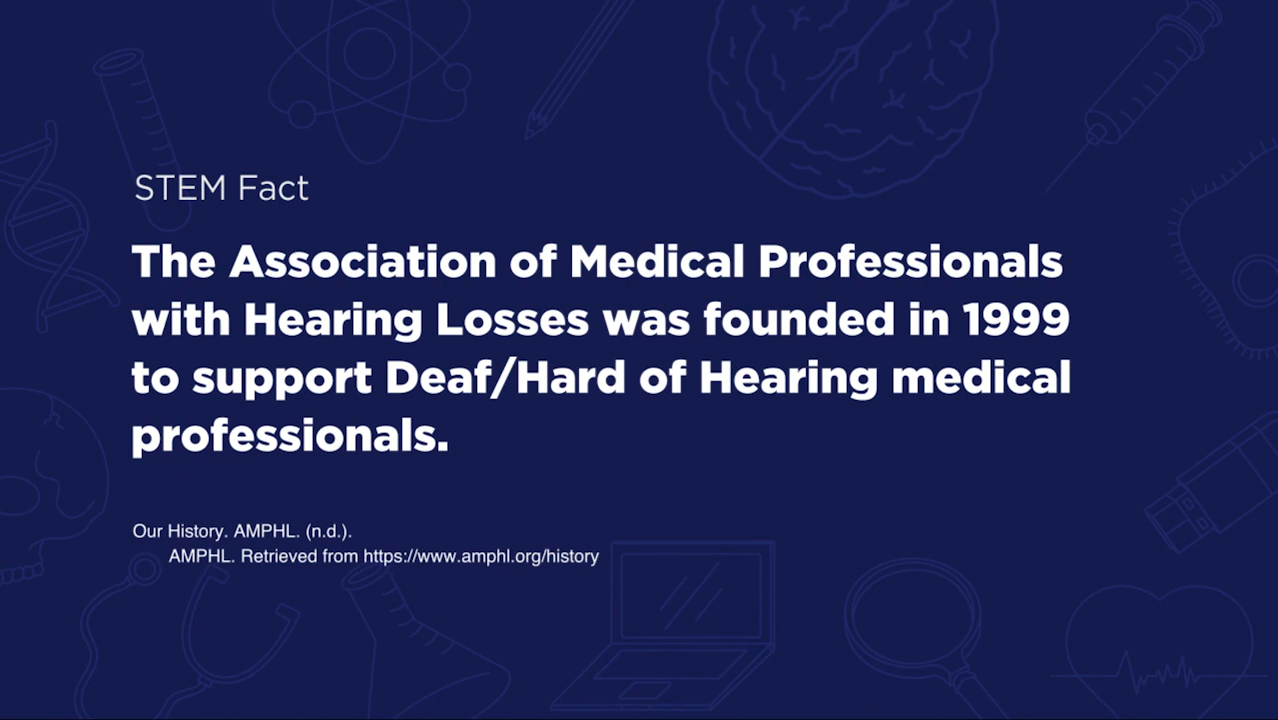 STEM Fact
The Association of Medical Professionals
with Hearing Losses was founded in 1999
to support Deaf/Hard of Hearing medical
professionals.
Our History. AMPHL. (n.d.).
AMPHL. Retrieved from https://www.amphl.org/history